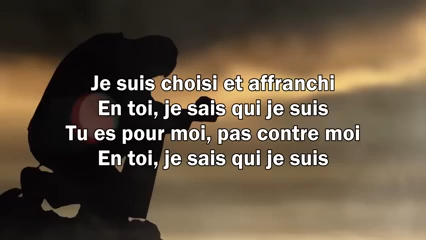 Je suis choisi et affranchi
En toi, je sais qui je suis
Tu es pour moi, pas contre moi
En toi, je sais qui je suis